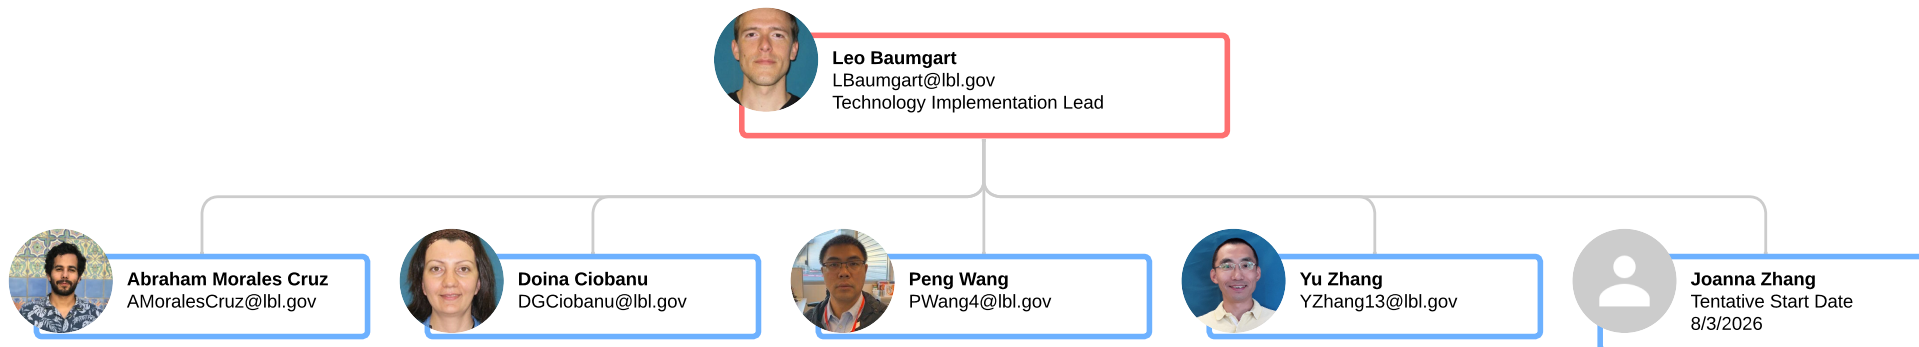 Leo Baumgart
LBaumgart@lbl.gov
Technology Implementation Lead
Abraham Morales Cruz
AMoralesCruz@lbl.gov
Doina Ciobanu
DGCiobanu@lbl.gov
Peng Wang
PWang4@lbl.gov
Yu Zhang
YZhang13@lbl.gov
Joanna Zhang
Tentative Start Date
8/3/2026